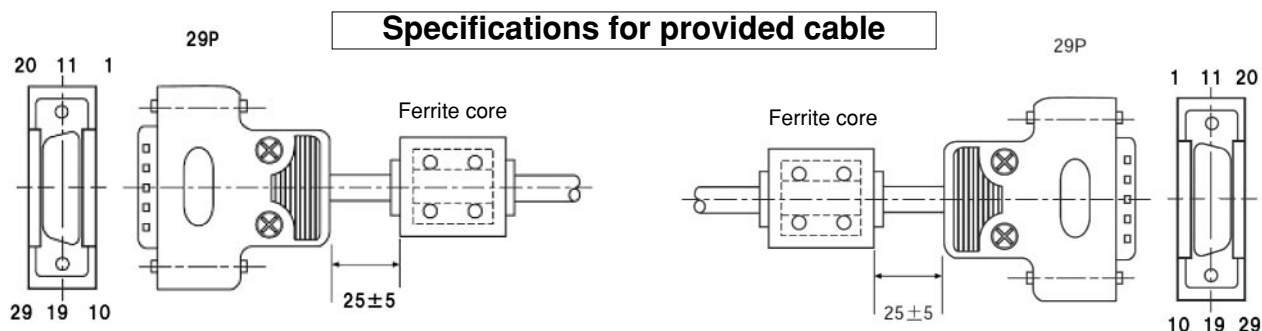 Specifications for provided cable
29P
29P
20 11 1
1 11 20
Ferrite core
Ferrite core
25±5
25±5
29 19 10
10 19 29